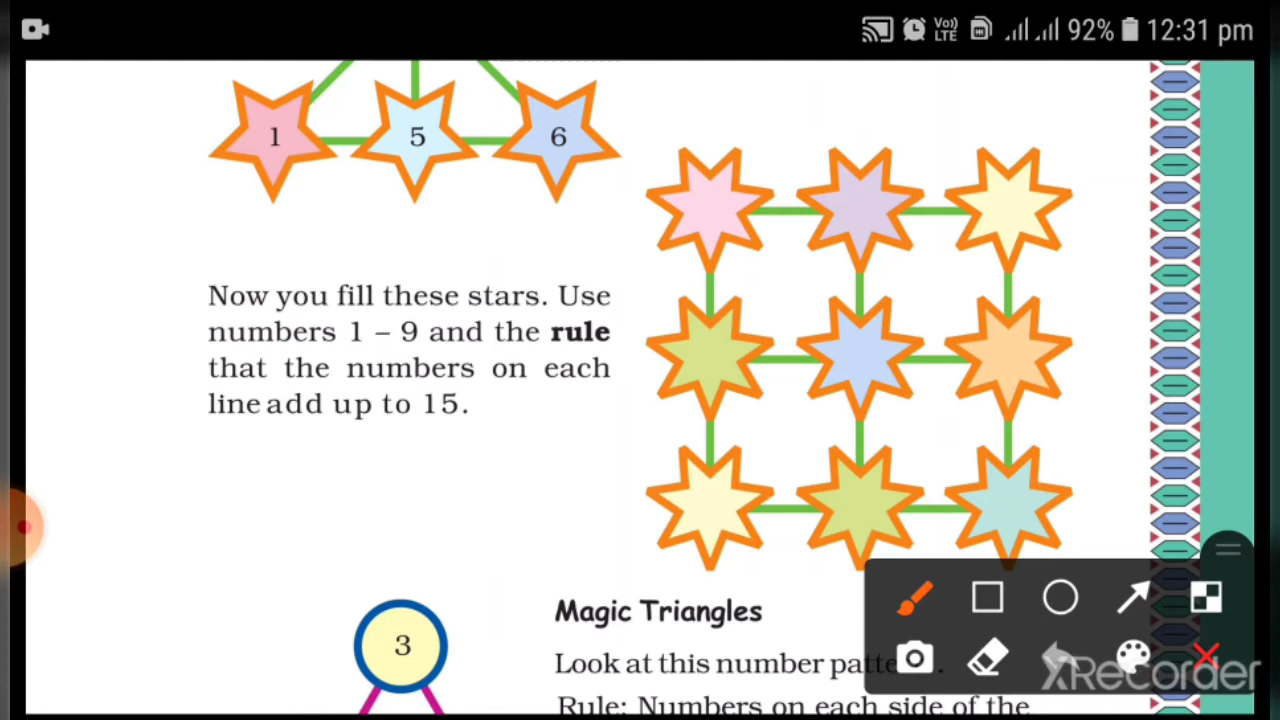 Vo)) LTE 92% 12:31 pm
1 5 6
Now you fill these stars. Use
numbers 1 – 9 and the rule
that the numbers on each
line add up to 15.
3
Magic Triangles
Look at this number
Rule: Numbers on each side of the
XRecorder